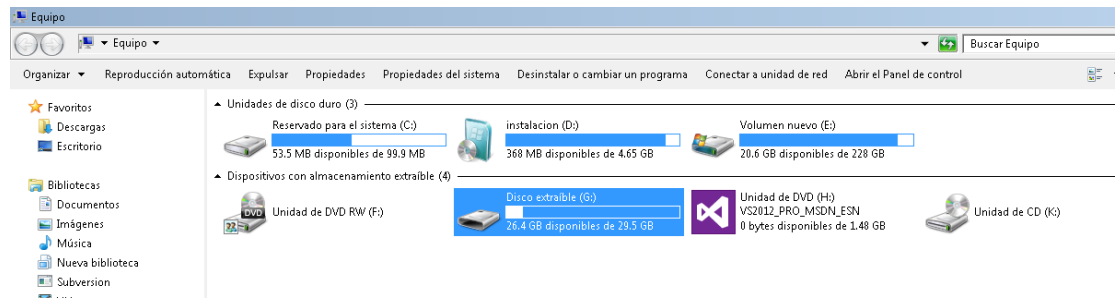 Equipo
Equipo
Buscar Equipo
Organizar Reproducción automática Expulsar Propiedades Propiedades del sistema Desinstalar o cambiar un programa Conectar a unidad de red Abrir el Panel de control
Favoritos
Descargas
Escritorio
Bibliotecas
Documentos
Imágenes
Música
Nueva biblioteca
Subversion
Unidades de disco duro (3)
Reservado para el sistema (C:)
53.5 MB disponibles de 99.9 MB
instalacion (D:)
368 MB disponibles de 4.65 GB
Volumen nuevo (E:)
20.6 GB disponibles de 228 GB
Dispositivos con almacenamiento extraíble (4)
DVD
Unidad de DVD RW (F:)
Disco extraíble (G:)
26.4 GB disponibles de 29.5 GB
Unidad de DVD (H:)
VS2012_PRO_MSDN_ESN
0 bytes disponibles de 1.48 GB
Unidad de CD (K:)